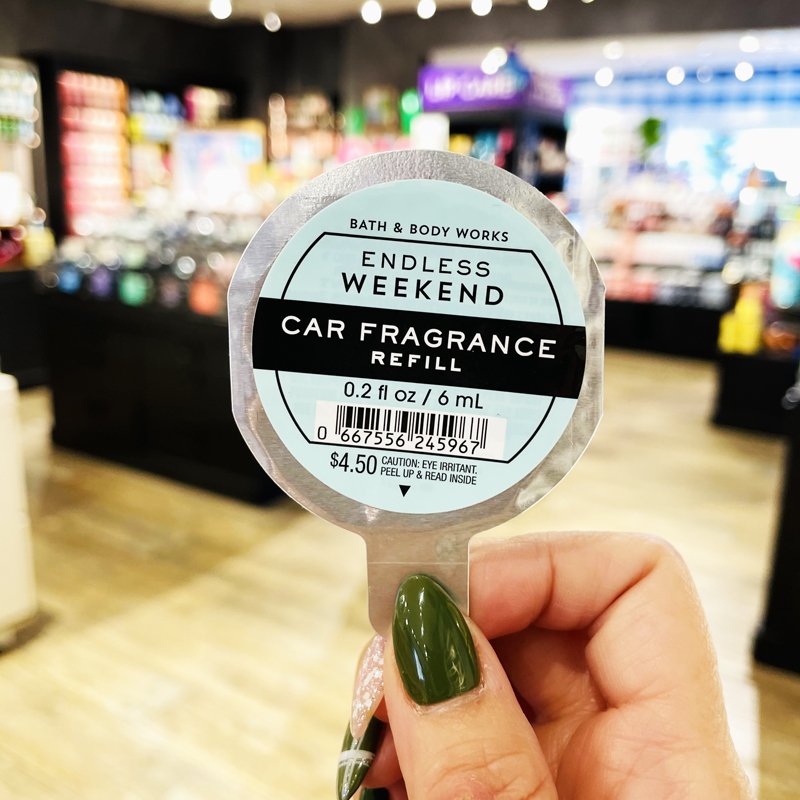 BATH & BODY WORKS
ENDLESS
WEEKEND
CAR FRAGRANCE
REFILL
0.2 fl oz / 6 mL
0 667556 245967
$4.50 CAUTION: EYE IRRITANT.
PEEL UP & READ INSIDE